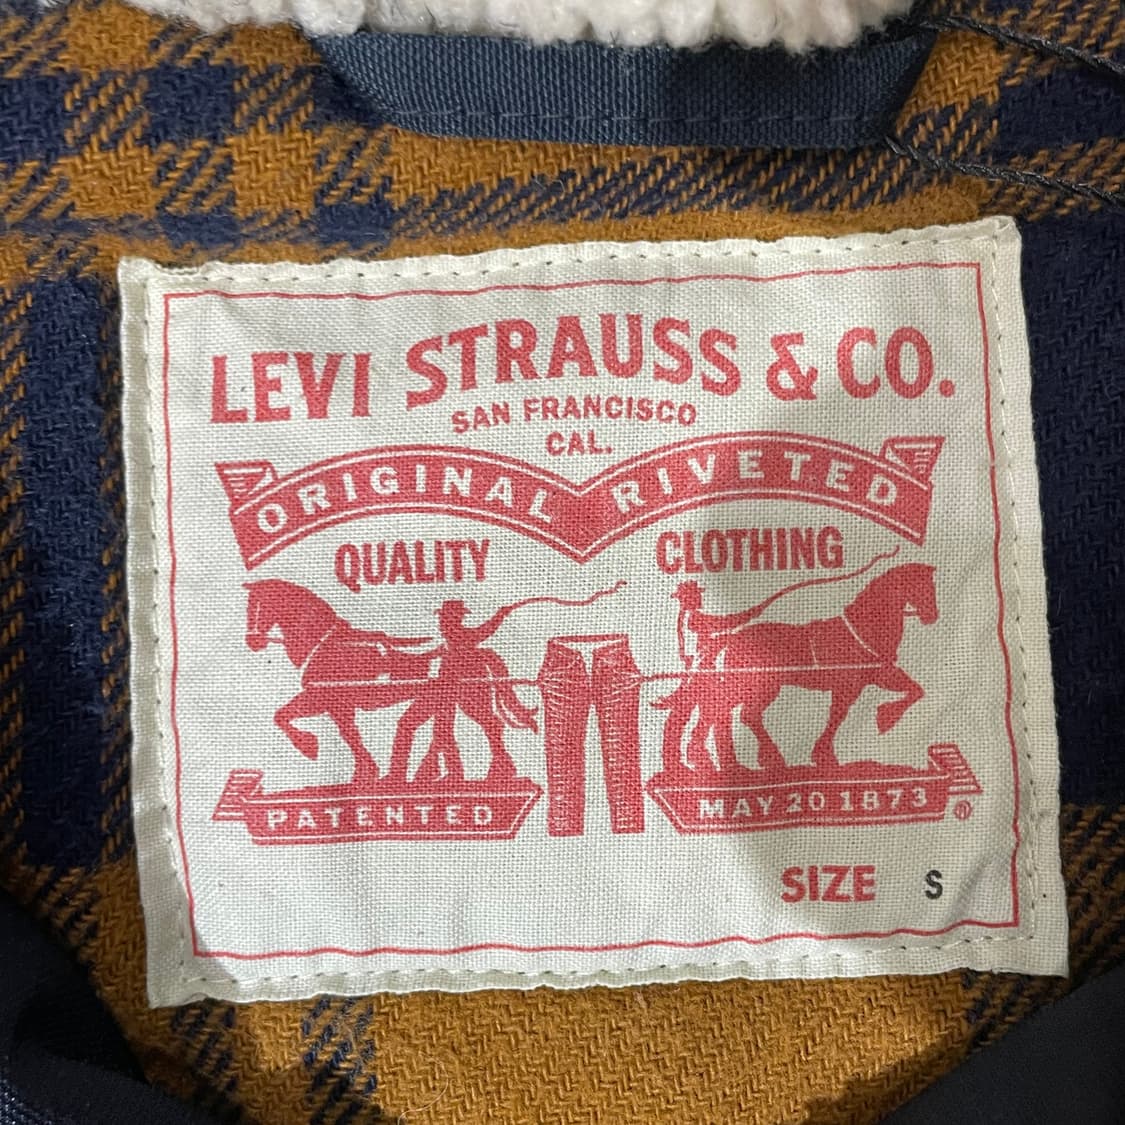 LEVI STRAUSS & CO.
SAN FRANCISCO
CAL.
ORIGINAL RIVETED
QUALITY CLOTHING
PATENTED MAY 20 1873 ®
SIZE S